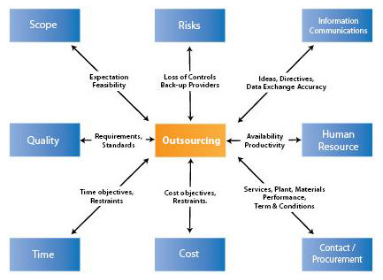 Scope
Risks
Information
Communications
Expectation
Feasibility
Loss of Controls
Back-up Providers
Ideas, Directives,
Data Exchange Accuracy
Quality
Requirements,
Standards
Outsourcing
Availability
Productivity
Human
Resource
Time objectives,
Restraints
Cost objectives,
Restraints.
Services, Plant, Materials
Performance,
Term & Conditions
Time
Cost
Contact /
Procurement